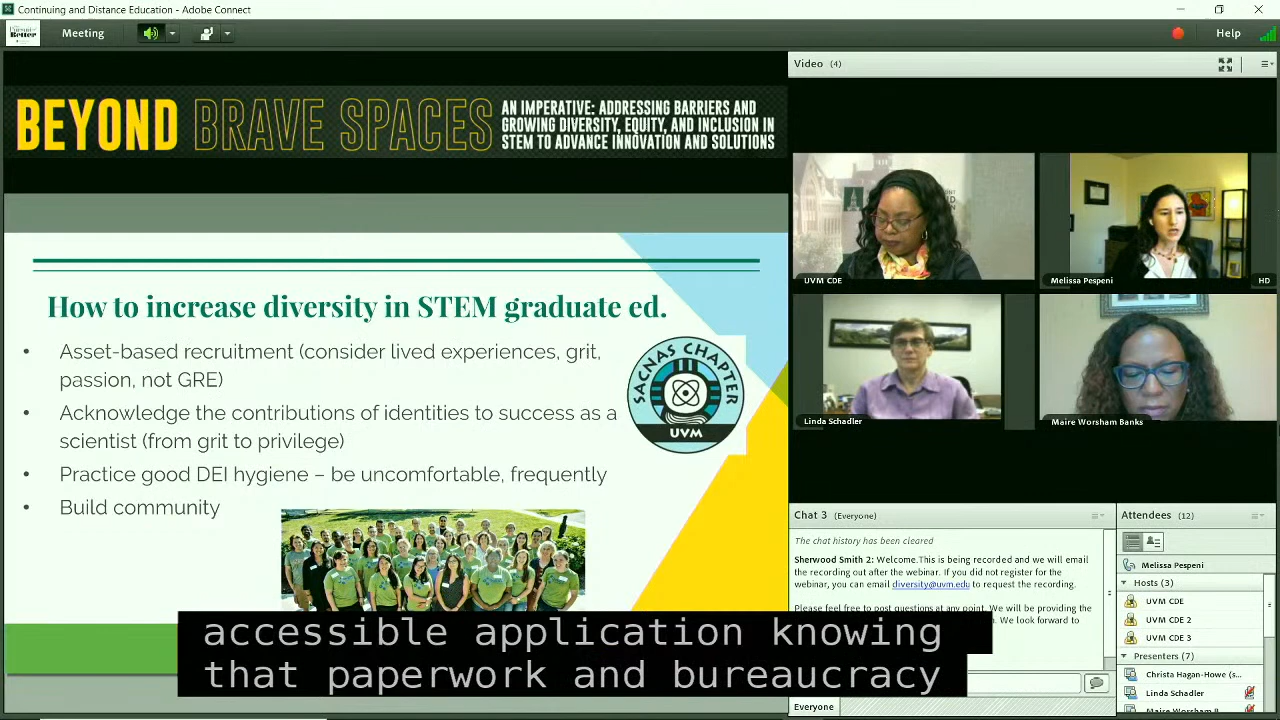 Continuing and Distance Education - Adobe Connect
Meeting
Help
BEYOND BRAVE SPACES
AN IMPERATIVE: ADDRESSING BARRIERS AND
GROWING DIVERSITY, EQUITY, AND INCLUSION IN
STEM TO ADVANCE INNOVATION AND SOLUTIONS
How to increase diversity in STEM graduate ed.
• Asset-based recruitment (consider lived experiences, grit,
passion, not GRE)
• Acknowledge the contributions of identities to success as a
scientist (from grit to privilege)
• Practice good DEI hygiene – be uncomfortable, frequently
• Build community
SACNAS CHAPTER
UVM
accessible application knowing
that paperwork and bureaucracy
Video (4)
UVM CDE
Melissa Pespeni
HD
Linda Schadler
Maire Worsham Banks
Chat 3 (Everyone)
The chat history has been cleared
Sherwood Smith 2: Welcome.This is being recorded and we will email
the recording out after the webinar. If you did not register for the
webinar, you can email diversity@uvm.edu to request the recording.
Please feel free to post questions at any point. We will be providing the
. We look forward to
Everyone
Attendees (12)
Melissa Pespeni
Hosts (3)
UVM CDE
UVM CDE 2
UVM CDE 3
Presenters (7)
Christa Hagan-Howe (s...
Linda Schadler
Maire Worsham B...